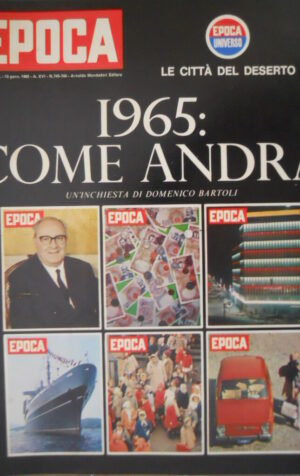 EPOCA
EPOCA
UNIVERSO
LE CITTÀ DEL DESERTO
1965:
COME ANDRÀ
UN'INCHIESTA DI DOMENICO BARTOLI
EPOCA
EPOCA
EPOCA
EPOCA
EPOCA
EPOCA